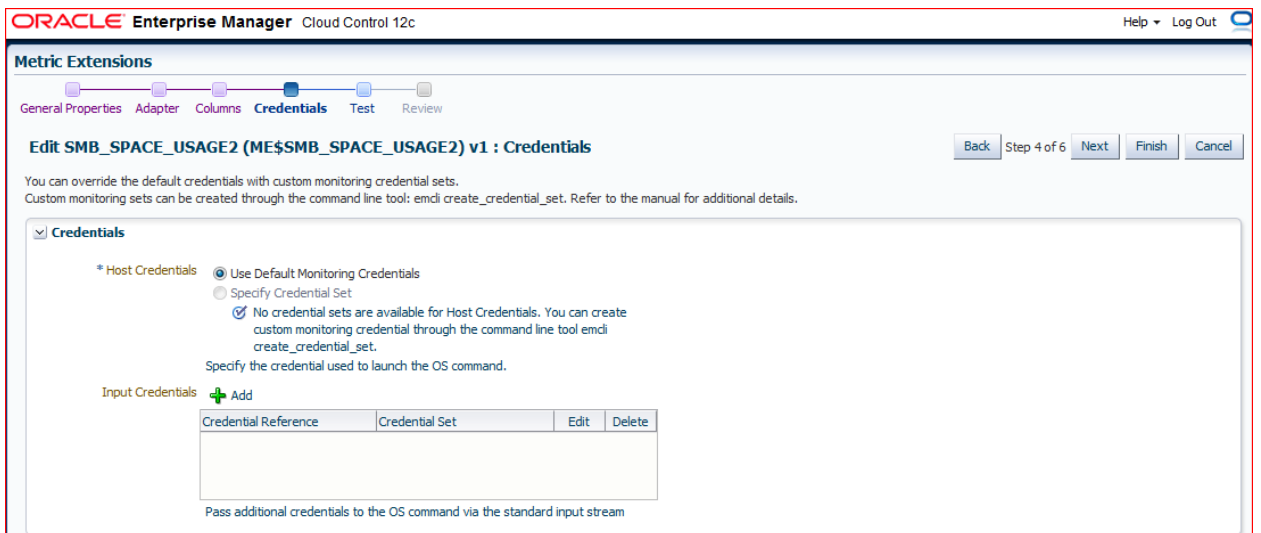 ORACLE Enterprise Manager Cloud Control 12c Help Log Out
Metric Extensions
General Properties Adapter Columns Credentials Test Review
Edit SMB_SPACE_USAGE2 (ME$SMB_SPACE_USAGE2) v1 : Credentials Back Step 4 of 6 Next Finish Cancel
You can override the default credentials with custom monitoring credential sets.
Custom monitoring sets can be created through the command line tool: emcli create_credential_set. Refer to the manual for additional details.
Credentials
* Host Credentials Use Default Monitoring Credentials
Specify Credential Set
No credential sets are available for Host Credentials. You can create
custom monitoring credential through the command line tool emcli
create_credential_set.
Specify the credential used to launch the OS command.
Input Credentials Add
Credential Reference Credential Set Edit Delete
Pass additional credentials to the OS command via the standard input stream